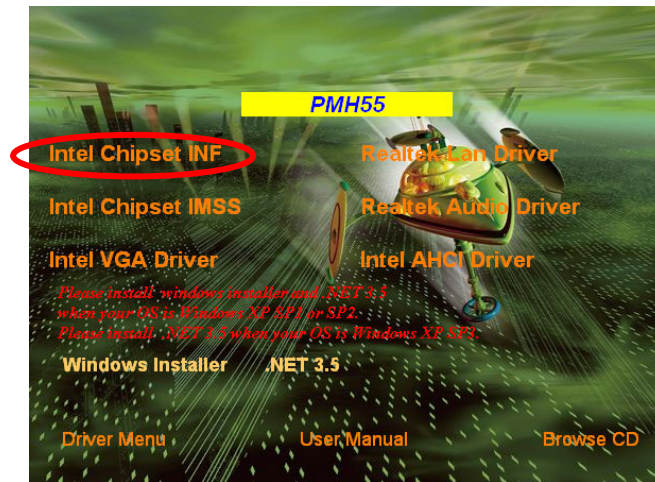 PMH55
Intel Chipset INF
Realtek Lan Driver
Intel Chipset IMSS
Realtek Audio Driver
Intel VGA Driver
Intel AHCI Driver
Please install windows installer and .NET 3.5
when your OS is Windows XP SP1 or SP2.
Please install .NET 3.5 when your OS is Windows XP SP3.
Windows Installer
.NET 3.5
Driver Menu
User Manual
Browse CD